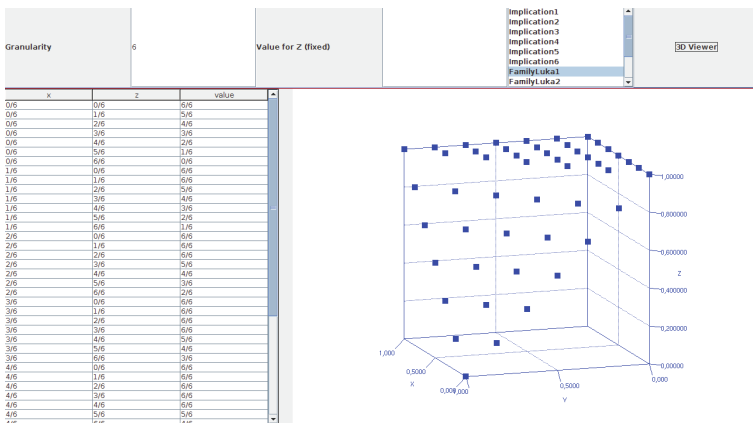 Implication1
Implication2
Implication3
Implication4
Implication5
Implication6
FamilyLuka1
FamilyLuka2
Granularity 6 Value for Z (fixed) 3D Viewer
x z value
0/6 0/6 6/6
0/6 1/6 5/6
0/6 2/6 4/6
0/6 3/6 3/6
0/6 4/6 2/6
0/6 5/6 1/6
0/6 6/6 0/6
1/6 0/6 6/6
1/6 1/6 6/6
1/6 2/6 5/6
1/6 3/6 4/6
1/6 4/6 3/6
1/6 5/6 2/6
1/6 6/6 1/6
2/6 0/6 6/6
2/6 1/6 6/6
2/6 2/6 6/6
2/6 3/6 5/6
2/6 4/6 4/6
2/6 5/6 3/6
2/6 6/6 2/6
3/6 0/6 6/6
3/6 1/6 6/6
3/6 2/6 6/6
3/6 3/6 6/6
3/6 4/6 5/6
3/6 5/6 4/6
3/6 6/6 3/6
4/6 0/6 6/6
4/6 1/6 6/6
4/6 2/6 6/6
4/6 3/6 6/6
4/6 4/6 6/6
4/6 5/6 5/6
1,00000
0,800000
0,600000
Z
0,400000
0,200000
0,00000
1,000
0,5000
X
0,000
1,000
0,5000
0,000
Y